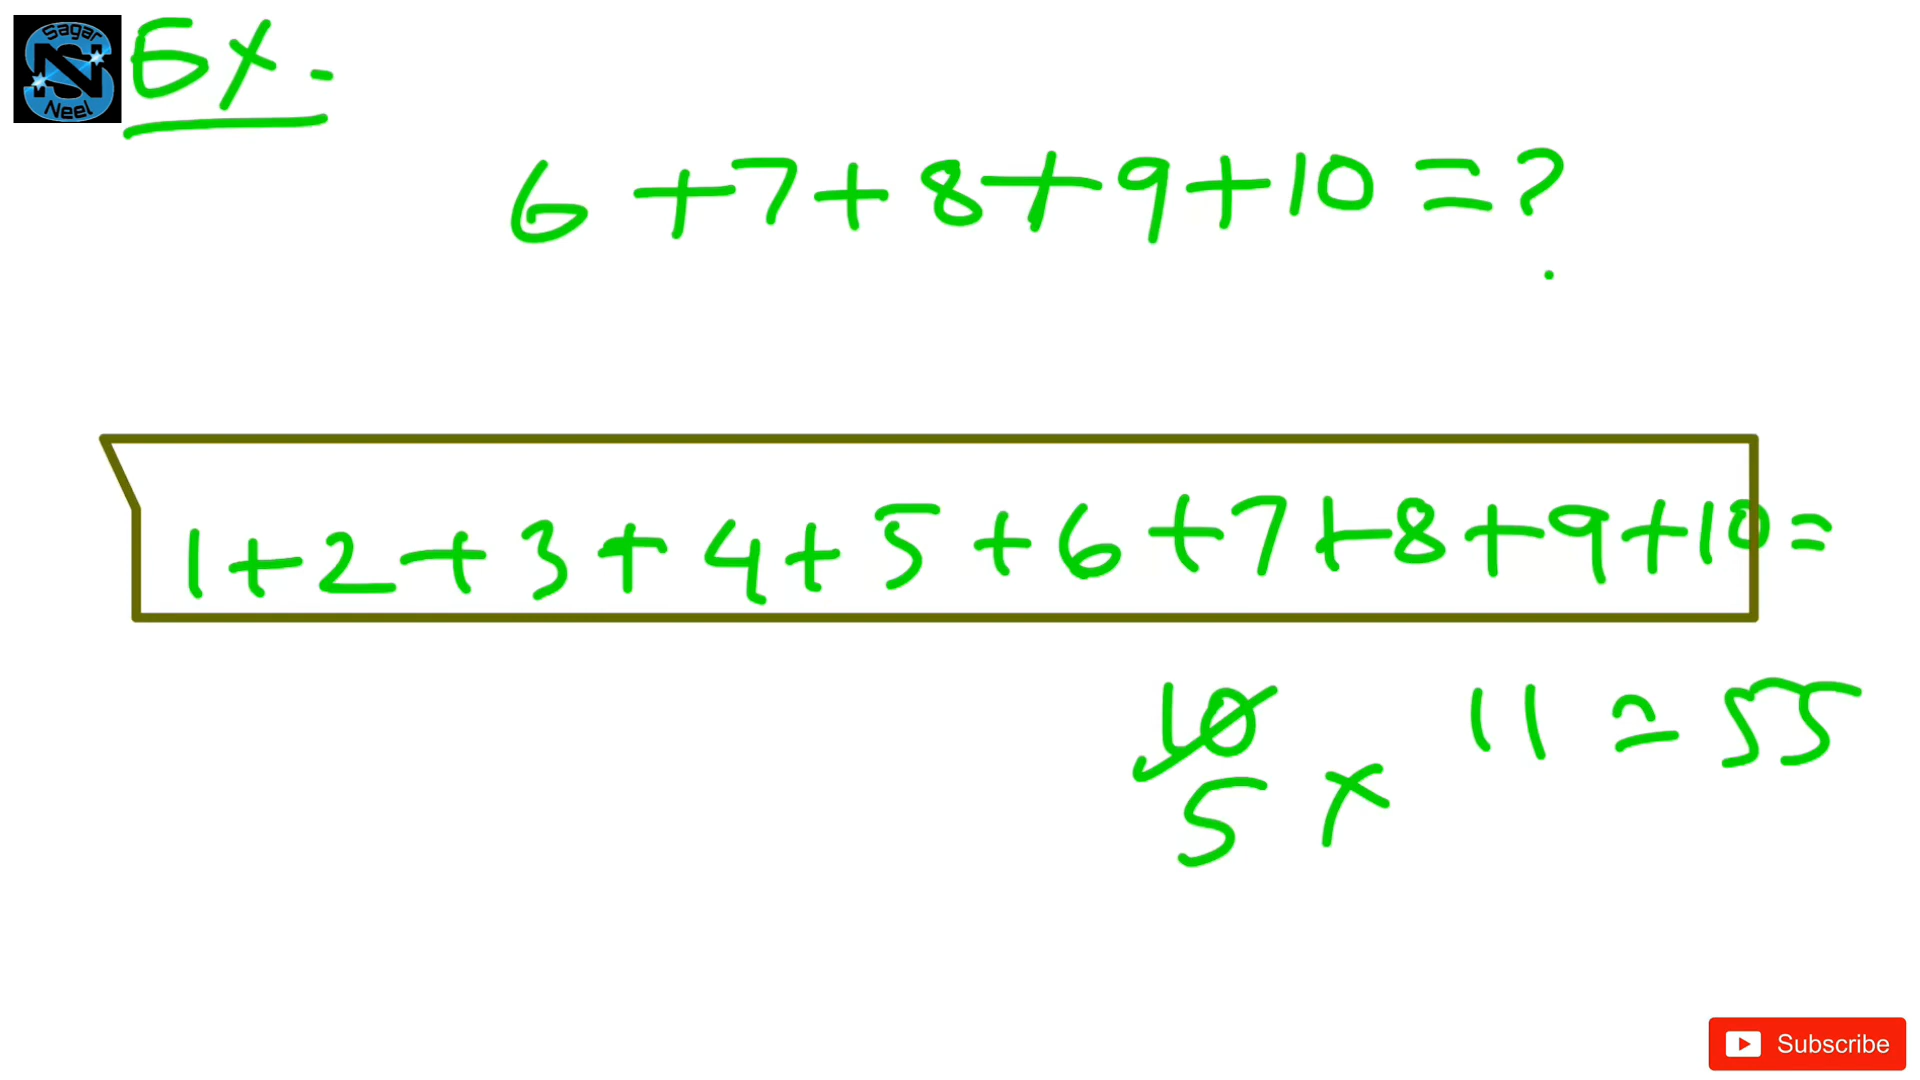 Sagar
N
Neel
Ex-
6 + 7 + 8 + 9 + 10 = ?
1 + 2 + 3 + 4 + 5 + 6 + 7 + 8 + 9 + 10 =
10 11 = 55
5 ×
Subscribe